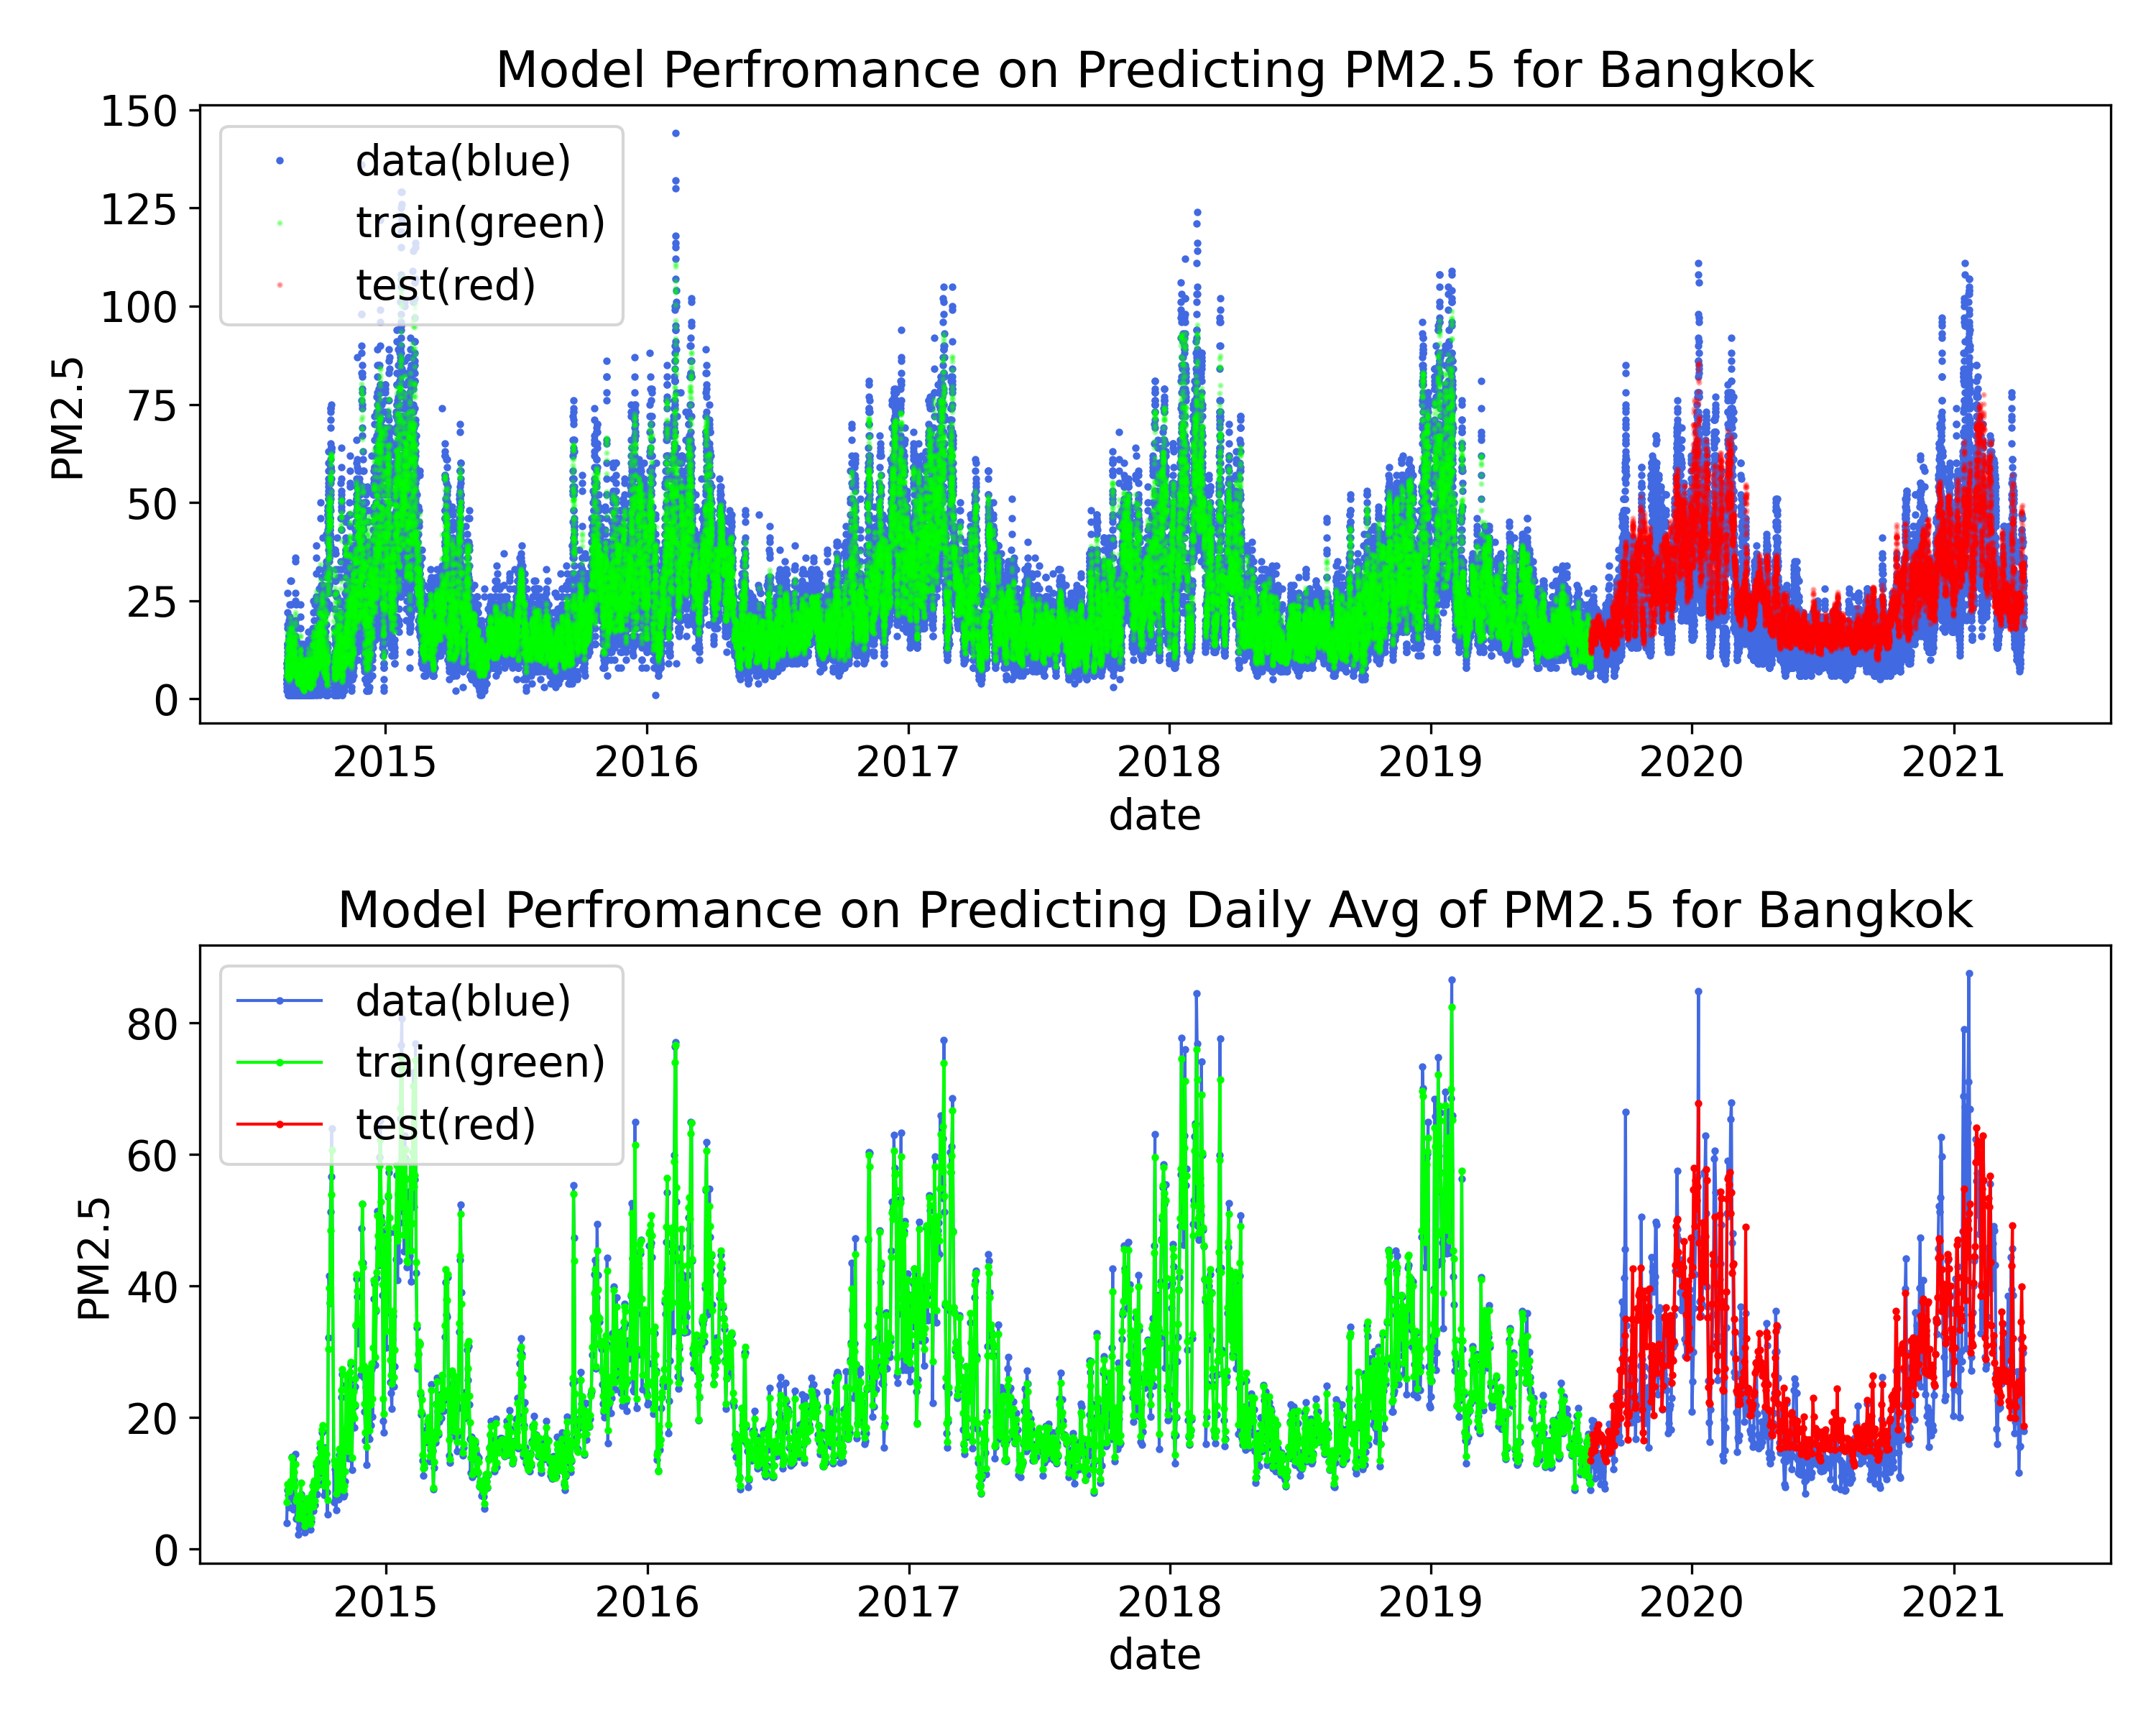 Model Perfromance on Predicting PM2.5 for Bangkok
150
125
100
75
50
25
0
PM2.5
data(blue)
train(green)
test(red)
2015 2016 2017 2018 2019 2020 2021
date
Model Perfromance on Predicting Daily Avg of PM2.5 for Bangkok
80
60
40
20
0
PM2.5
data(blue)
train(green)
test(red)
2015 2016 2017 2018 2019 2020 2021
date